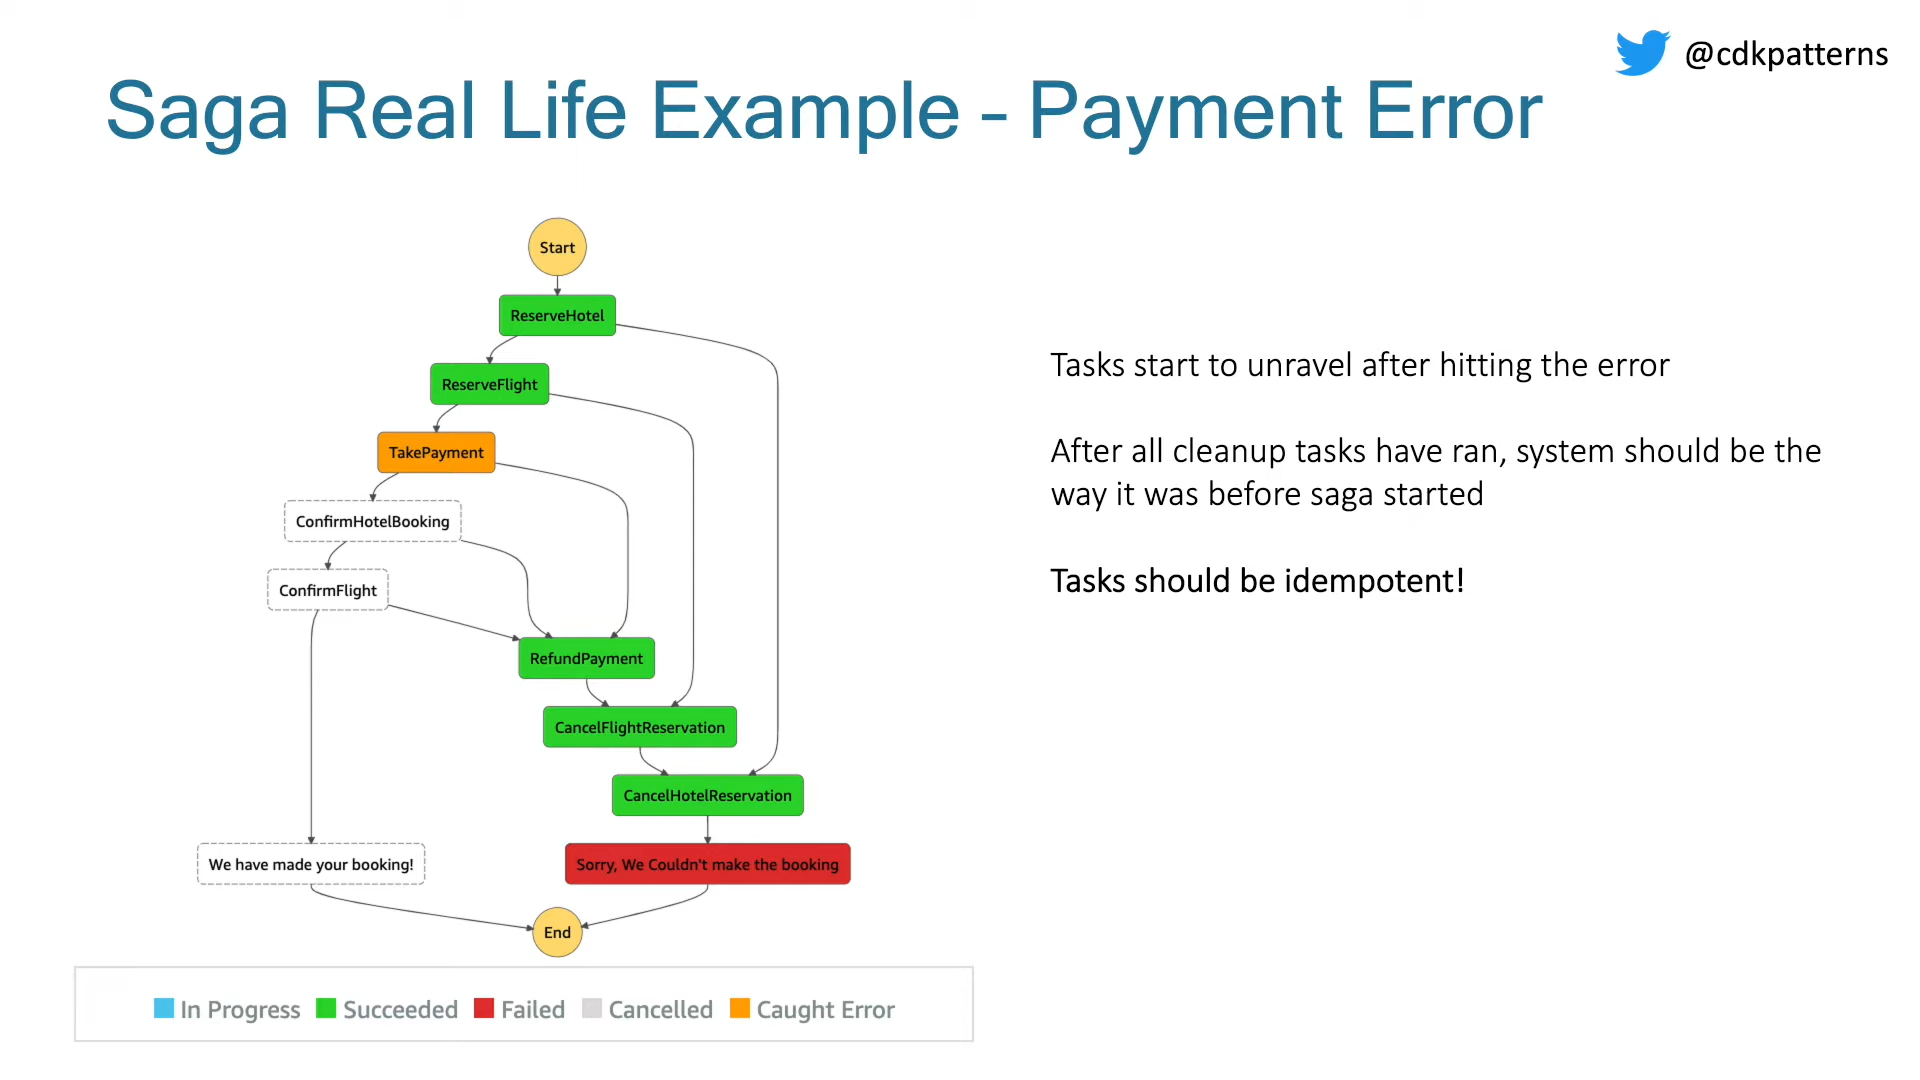 @cdkpatterns
Saga Real Life Example – Payment Error
Start
ReserveHotel
ReserveFlight
TakePayment
ConfirmHotelBooking
ConfirmFlight
RefundPayment
CancelFlightReservation
CancelHotelReservation
We have made your booking!
Sorry, We Couldn't make the booking
End
In Progress Succeeded Failed Cancelled Caught Error
Tasks start to unravel after hitting the error
After all cleanup tasks have ran, system should be the
way it was before saga started
Tasks should be idempotent!